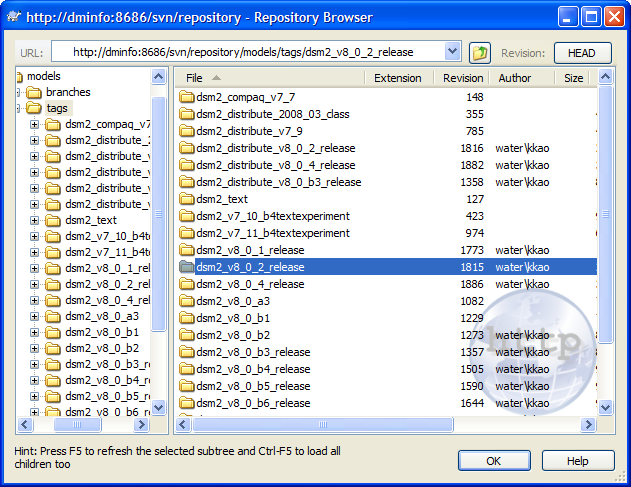 http://dminfo:8686/svn/repository - Repository Browser
URL: http://dminfo:8686/svn/repository/models/tags/dsm2_v8_0_2_release Revision: HEAD
models
branches
tags
dsm2_compaq_v7
dsm2_distribute_2
dsm2_distribute_v
dsm2_distribute_v
dsm2_distribute_v
dsm2_distribute_v
dsm2_text
dsm2_v7_10_b4te
dsm2_v7_11_b4te
dsm2_v8_0_1_rel
dsm2_v8_0_2_rel
dsm2_v8_0_4_rel
dsm2_v8_0_a3
dsm2_v8_0_b1
dsm2_v8_0_b2
dsm2_v8_0_b3_r
dsm2_v8_0_b4_r
dsm2_v8_0_b5_r
dsm2_v8_0_b6_r
File Extension Revision Author Size
dsm2_compaq_v7_7 148
dsm2_distribute_2008_03_class 355
dsm2_distribute_v7_9 785
dsm2_distribute_v8_0_2_release 1816 water\kkao
dsm2_distribute_v8_0_4_release 1882 water\kkao
dsm2_distribute_v8_0_b3_release 1358 water\kkao
dsm2_text 127
dsm2_v7_10_b4textexperiment 423
dsm2_v7_11_b4textexperiment 974
dsm2_v8_0_1_release 1773 water\kkao
dsm2_v8_0_2_release 1815 water\kkao
dsm2_v8_0_4_release 1886 water\kkao
dsm2_v8_0_a3 1082
dsm2_v8_0_b1 1229
dsm2_v8_0_b2 1273 water\kkao
dsm2_v8_0_b3_release 1357 water\kkao
dsm2_v8_0_b4_release 1505 water\kkao
dsm2_v8_0_b5_release 1590 water\kkao
dsm2_v8_0_b6_release 1644 water\kkao
http
Hint: Press F5 to refresh the selected subtree and Ctrl-F5 to load all
children too
OK Help